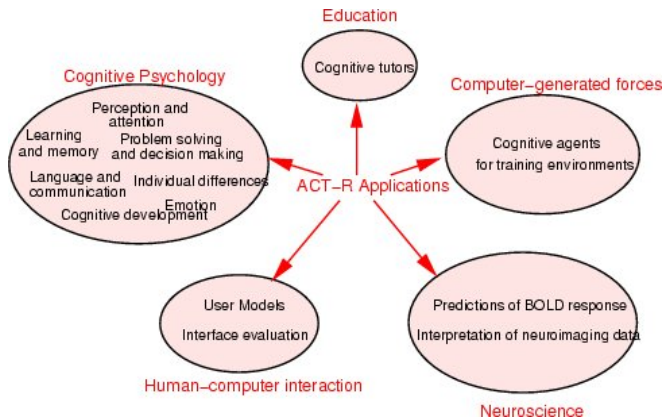 Education
Cognitive tutors
Cognitive Psychology
Perception and
attention
Learning
and memory
Problem solving
and decision making
Language and
communication
Individual differences
Emotion
Cognitive development
Computer-generated forces
Cognitive agents
for training environments
ACT-R Applications
User Models
Interface evaluation
Human-computer interaction
Predictions of BOLD response
Interpretation of neuroimaging data
Neuroscience